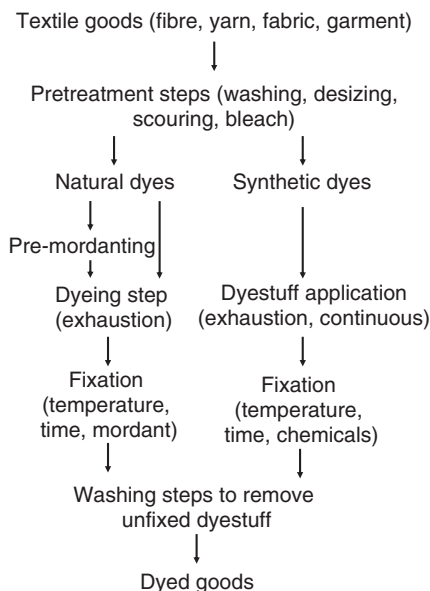 Textile goods (fibre, yarn, fabric, garment)
Pretreatment steps (washing, desizing,
scouring, bleach)
Natural dyes
Synthetic dyes
Pre-mordanting
Dyeing step
(exhaustion)
Dyestuff application
(exhaustion, continuous)
Fixation
(temperature,
time, mordant)
Fixation
(temperature,
time, chemicals)
Washing steps to remove
unfixed dyestuff
Dyed goods